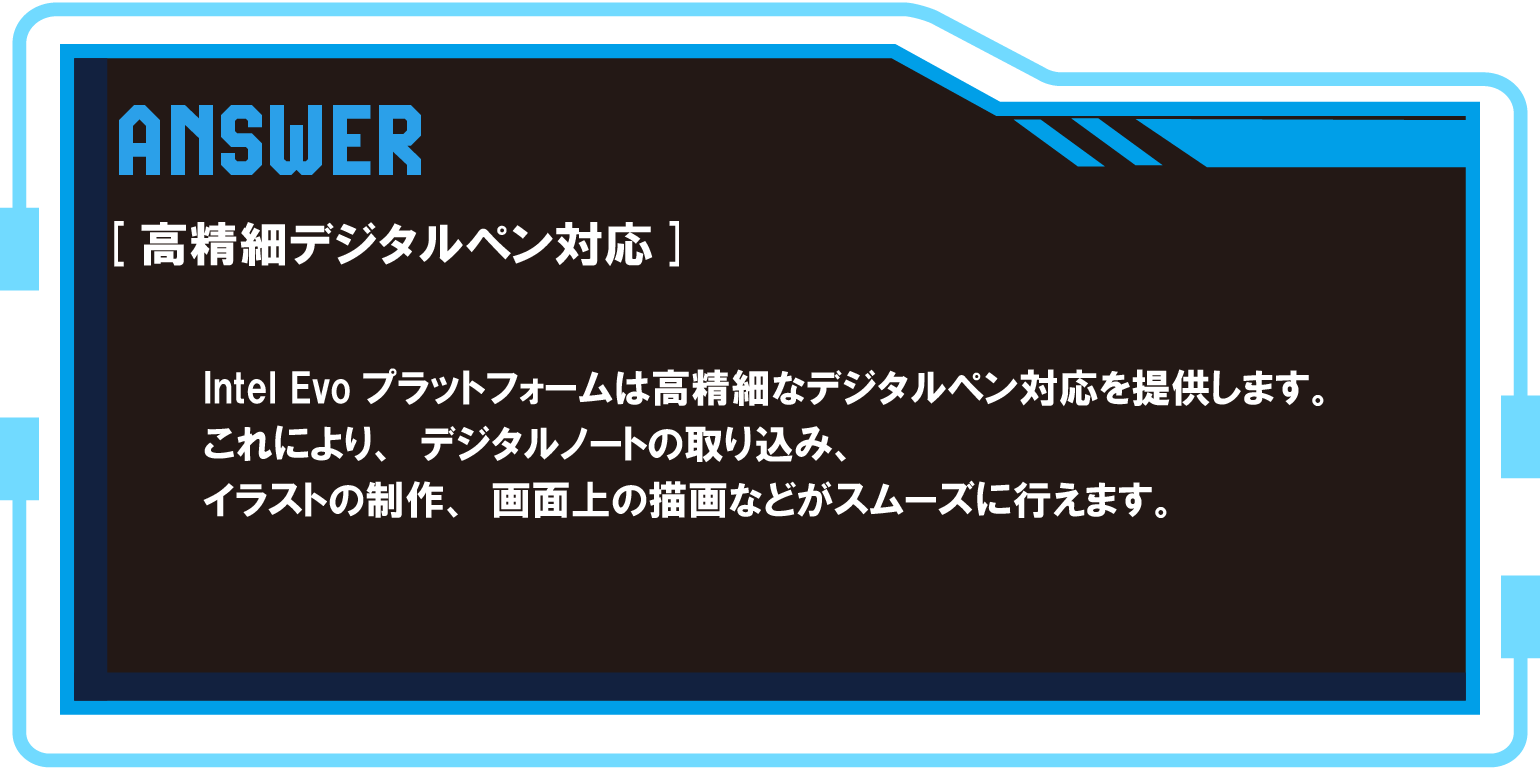 ANSWER
[ 高精細デジタルペン対応 ]
Intel Evo プラットフォームは高精細なデジタルペン対応を提供します。
これにより、 デジタルノートの取り込み、
イラストの制作、 画面上の描画などがスムーズに行えます。